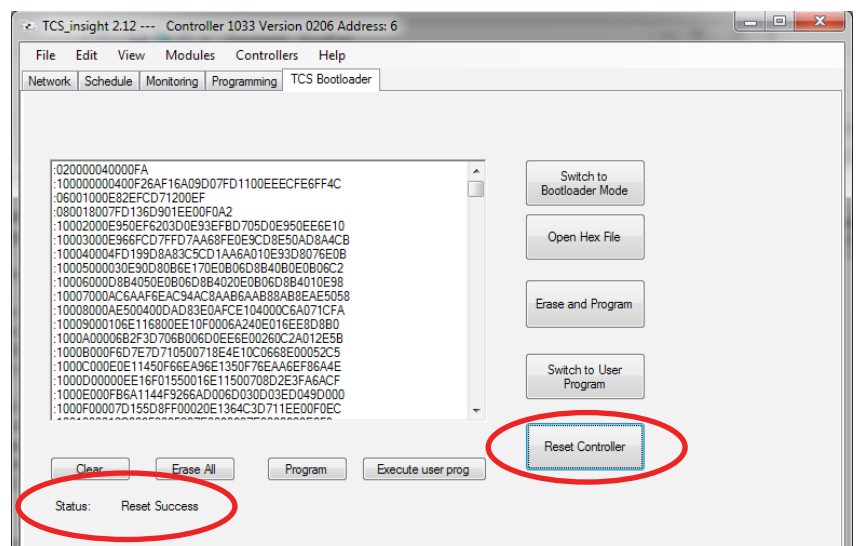 TCS_insight 2.12 --- Controller 1033 Version 0206 Address: 6
File Edit View Modules Controllers Help
Network Schedule Monitoring Programming TCS Bootloader
:020000040000FA
:100000000400F26AF16A09D07FD1100EEECFE6FF4C
:06001000E82EFCD71200EF
:080018007FD136D901EE00F0A2
:10002000E950EF6203D0E93EFBD705D0E950EE6E10
:10003000E966FCD7FFD7AA68FE0E9CD8E50AD8A4CB
:100040004FD199D8A83C5CD1AA6A010E93D8076E0B
:10005000030E90D80B6E170E0B06D8B40B0E0B06C2
:10006000D8B4050E0B06D8B4020E0B06D8B4010E98
:10007000AC6AAF6EAC94AC8AAB6AAB88AB8EAE5058
:10008000AE500400DAD83E0AFCE104000C6A071CFA
:10009000106E116800EE10F0006A240E016EE8D8B0
:1000A00006B2F3D706B006D0EE6E00260C2A012E5B
:1000B000F6D7E7D710500718E4E10C0668E00052C5
:1000C000E0E11450F66EA96E1350F76EAA6EF86A4E
:1000D00000EE16F01550016E11500708D2E3FA6ACF
:1000E000FB6A1144F9266AD006D030D03ED049D000
:1000F00007D155D8FF00020E1364C3D711EE00F0EC
Switch to
Bootloader Mode
Open Hex File
Erase and Program
Switch to User
Program
Reset Controller
Clear Erase All Program Execute user prog
Status: Reset Success